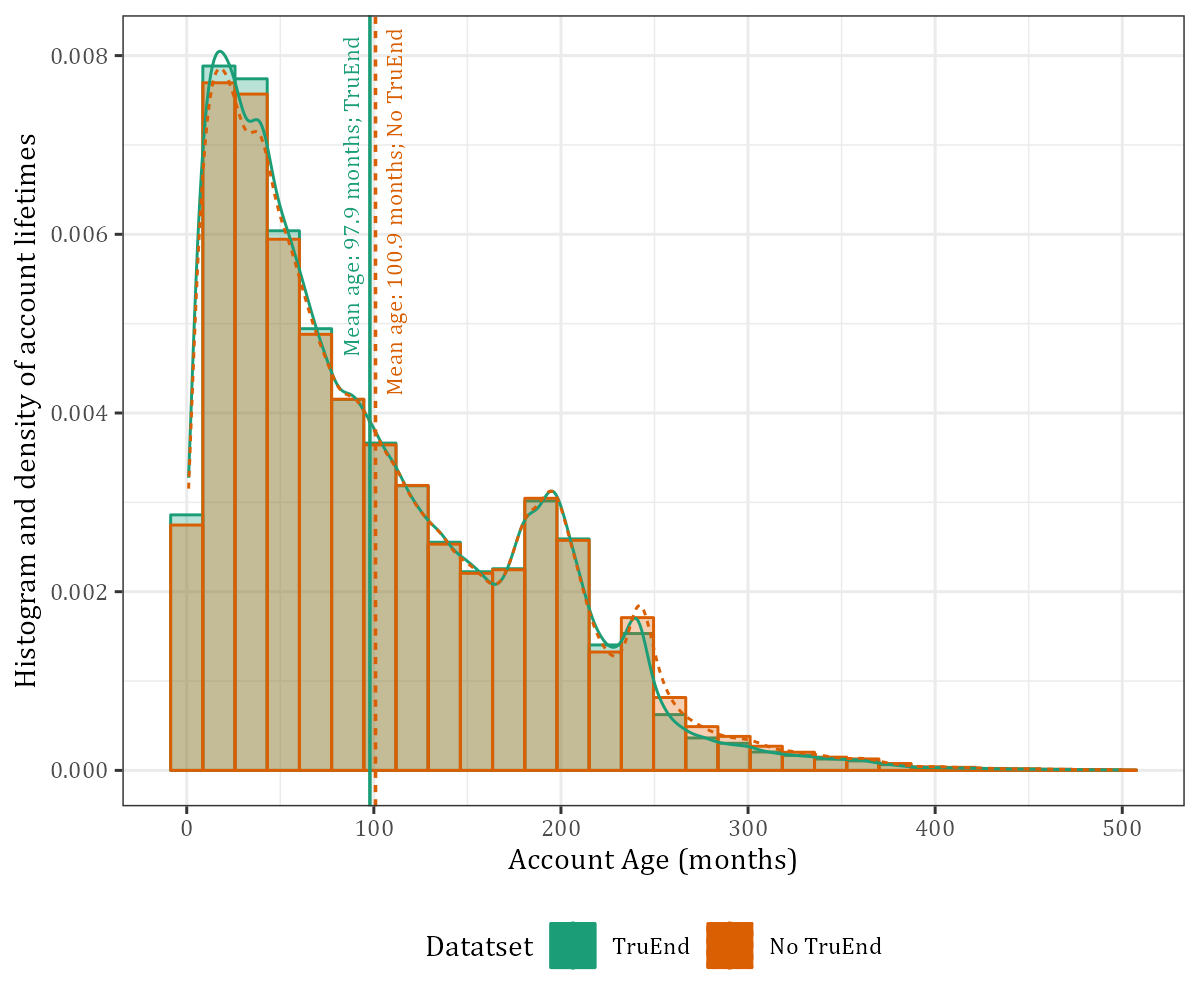 Histogram and density of account lifetimes
0.008
0.006
0.004
0.002
0.000
Mean age: 97.9 months; TruEnd
Mean age: 100.9 months; No TruEnd
0 100 200 300 400 500
Account Age (months)
Datatset TruEnd No TruEnd